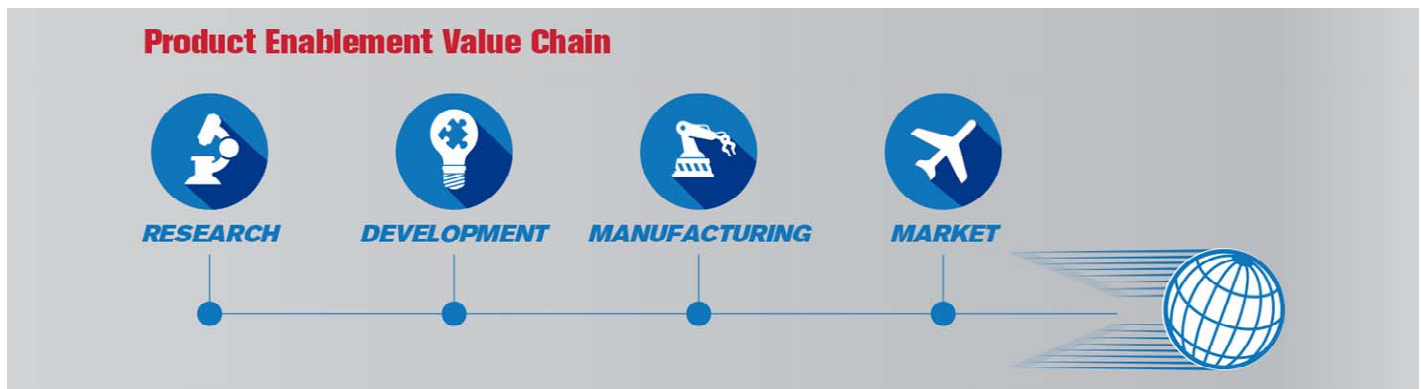 Product Enablement Value Chain
RESEARCH
DEVELOPMENT
MANUFACTURING
MARKET